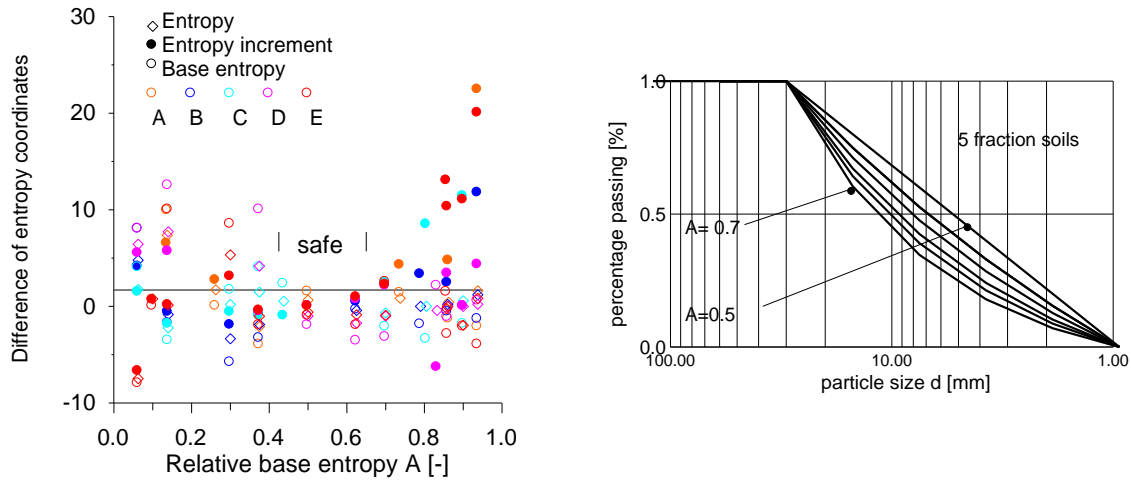 Difference of entropy coordinates
30
20
10
0
-10
Entropy
Entropy increment
Base entropy
A B C D E
safe
0.0 0.2 0.4 0.6 0.8 1.0
Relative base entropy A [-]
percentage passing [%]
1.0
0.5
0.0
5 fraction soils
A= 0.7
A=0.5
100.00 10.00 1.00
particle size d [mm]